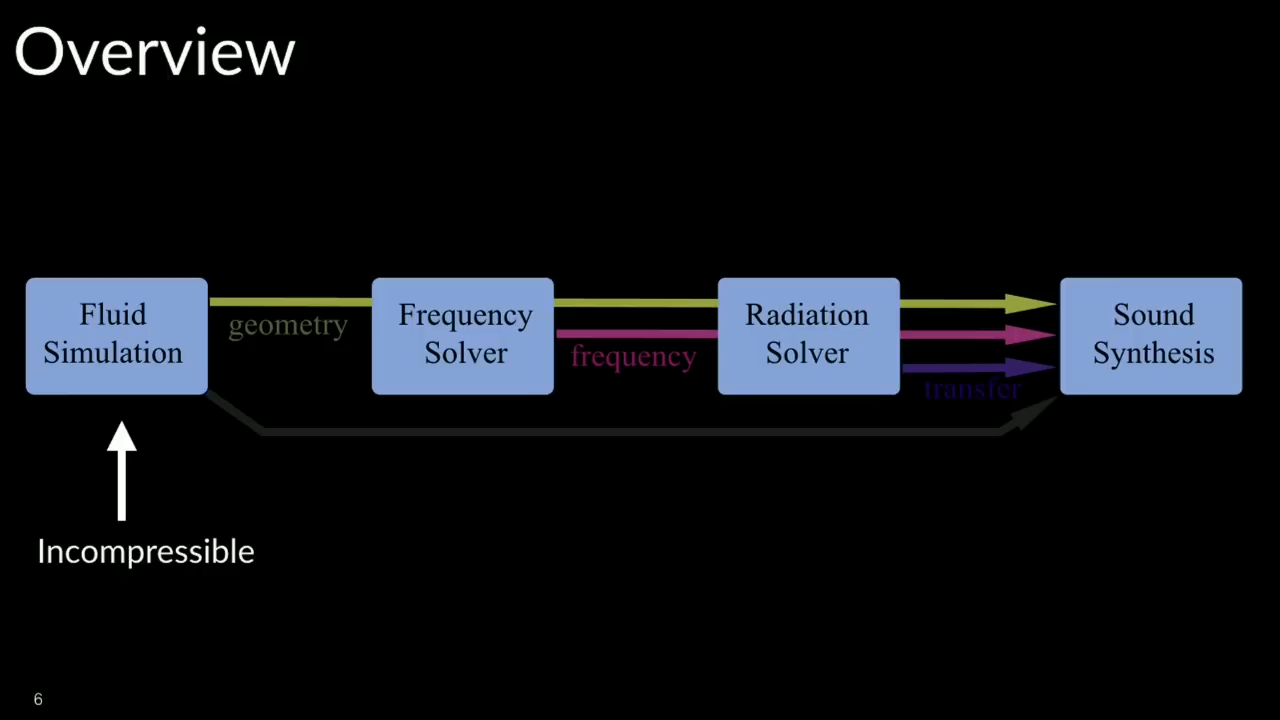 Overview
Fluid
Simulation
geometry
Frequency
Solver
frequency
Radiation
Solver
transfer
Sound
Synthesis
Incompressible
6